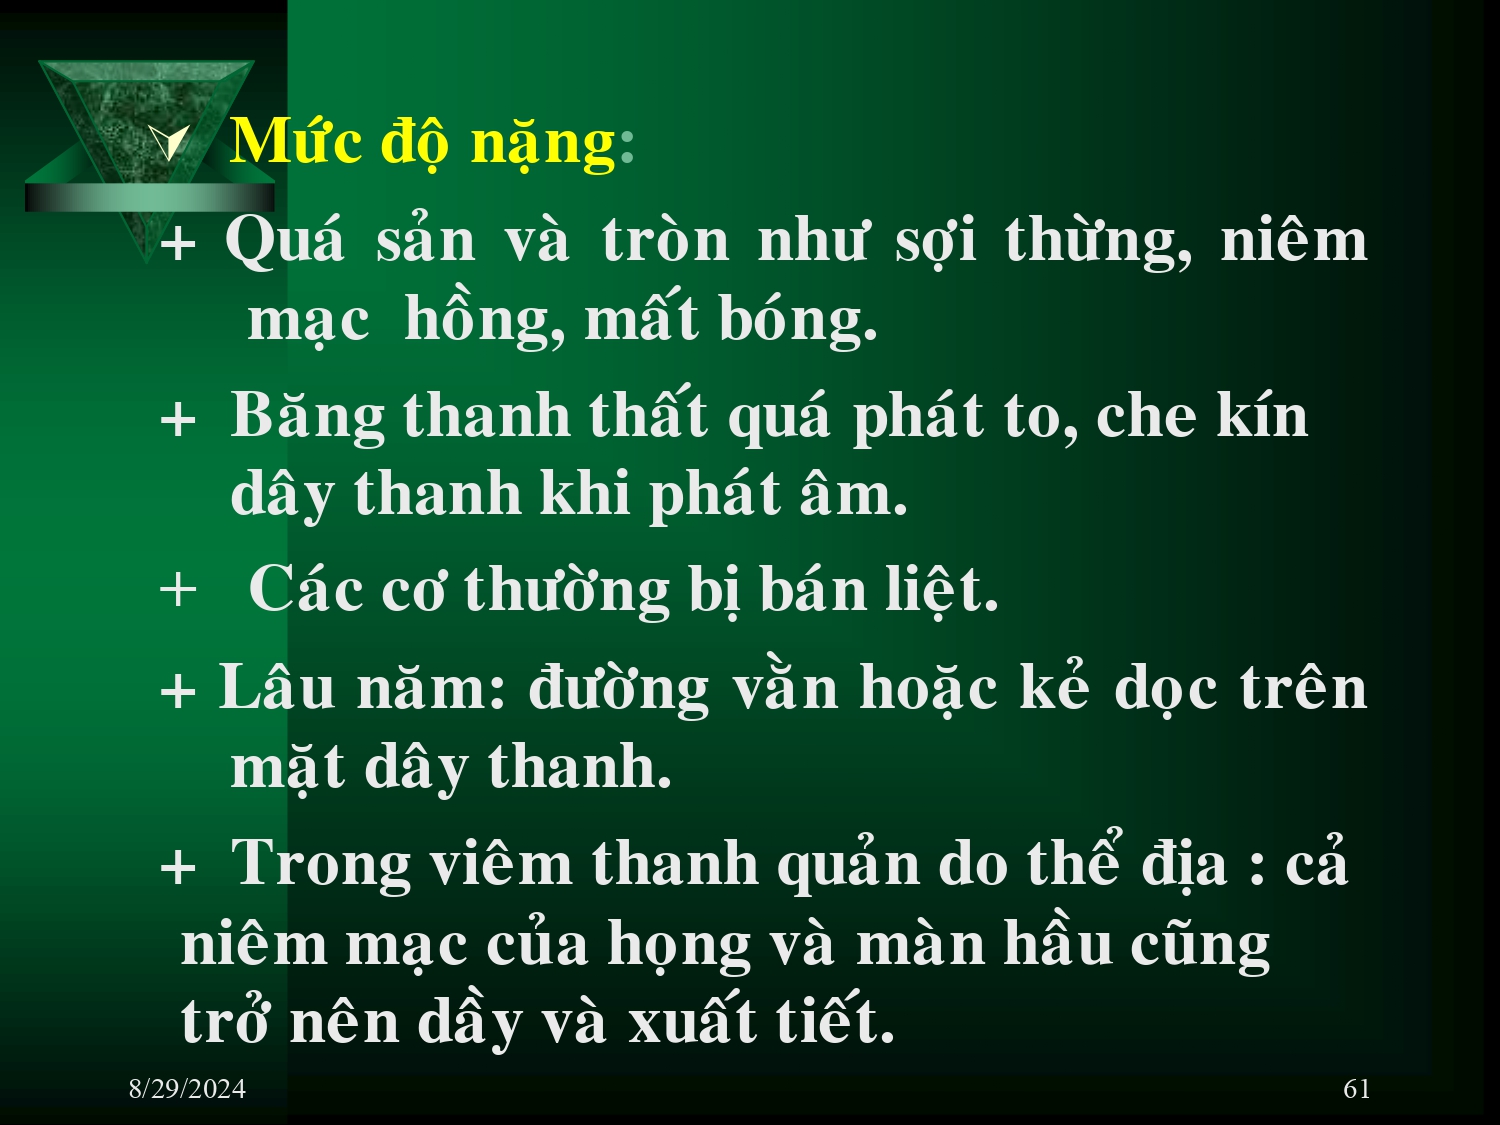 Mức độ nặng:
+ Quá sản và tròn như sợi thừng, niêm
mạc hồng, mất bóng.
+ Băng thanh thất quá phát to, che kín
dây thanh khi phát âm.
+ Các cơ thường bị bán liệt.
+ Lâu năm: đường vằn hoặc kẻ dọc trên
mặt dây thanh.
+ Trong viêm thanh quản do thể địa : cả
niêm mạc của họng và màn hầu cũng
trở nên dầy và xuất tiết.
8/29/2024
61